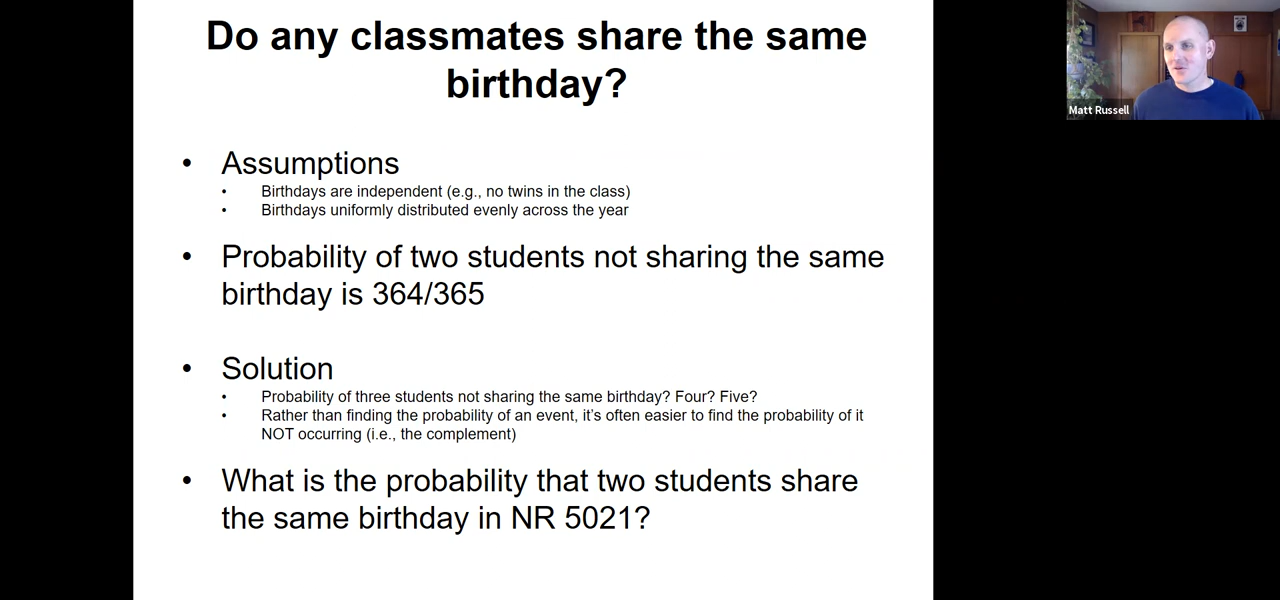 Do any classmates share the same
birthday?
• Assumptions
• Birthdays are independent (e.g., no twins in the class)
• Birthdays uniformly distributed evenly across the year
• Probability of two students not sharing the same
birthday is 364/365
• Solution
• Probability of three students not sharing the same birthday? Four? Five?
• Rather than finding the probability of an event, it's often easier to find the probability of it
NOT occurring (i.e., the complement)
• What is the probability that two students share
the same birthday in NR 5021?
Matt Russell